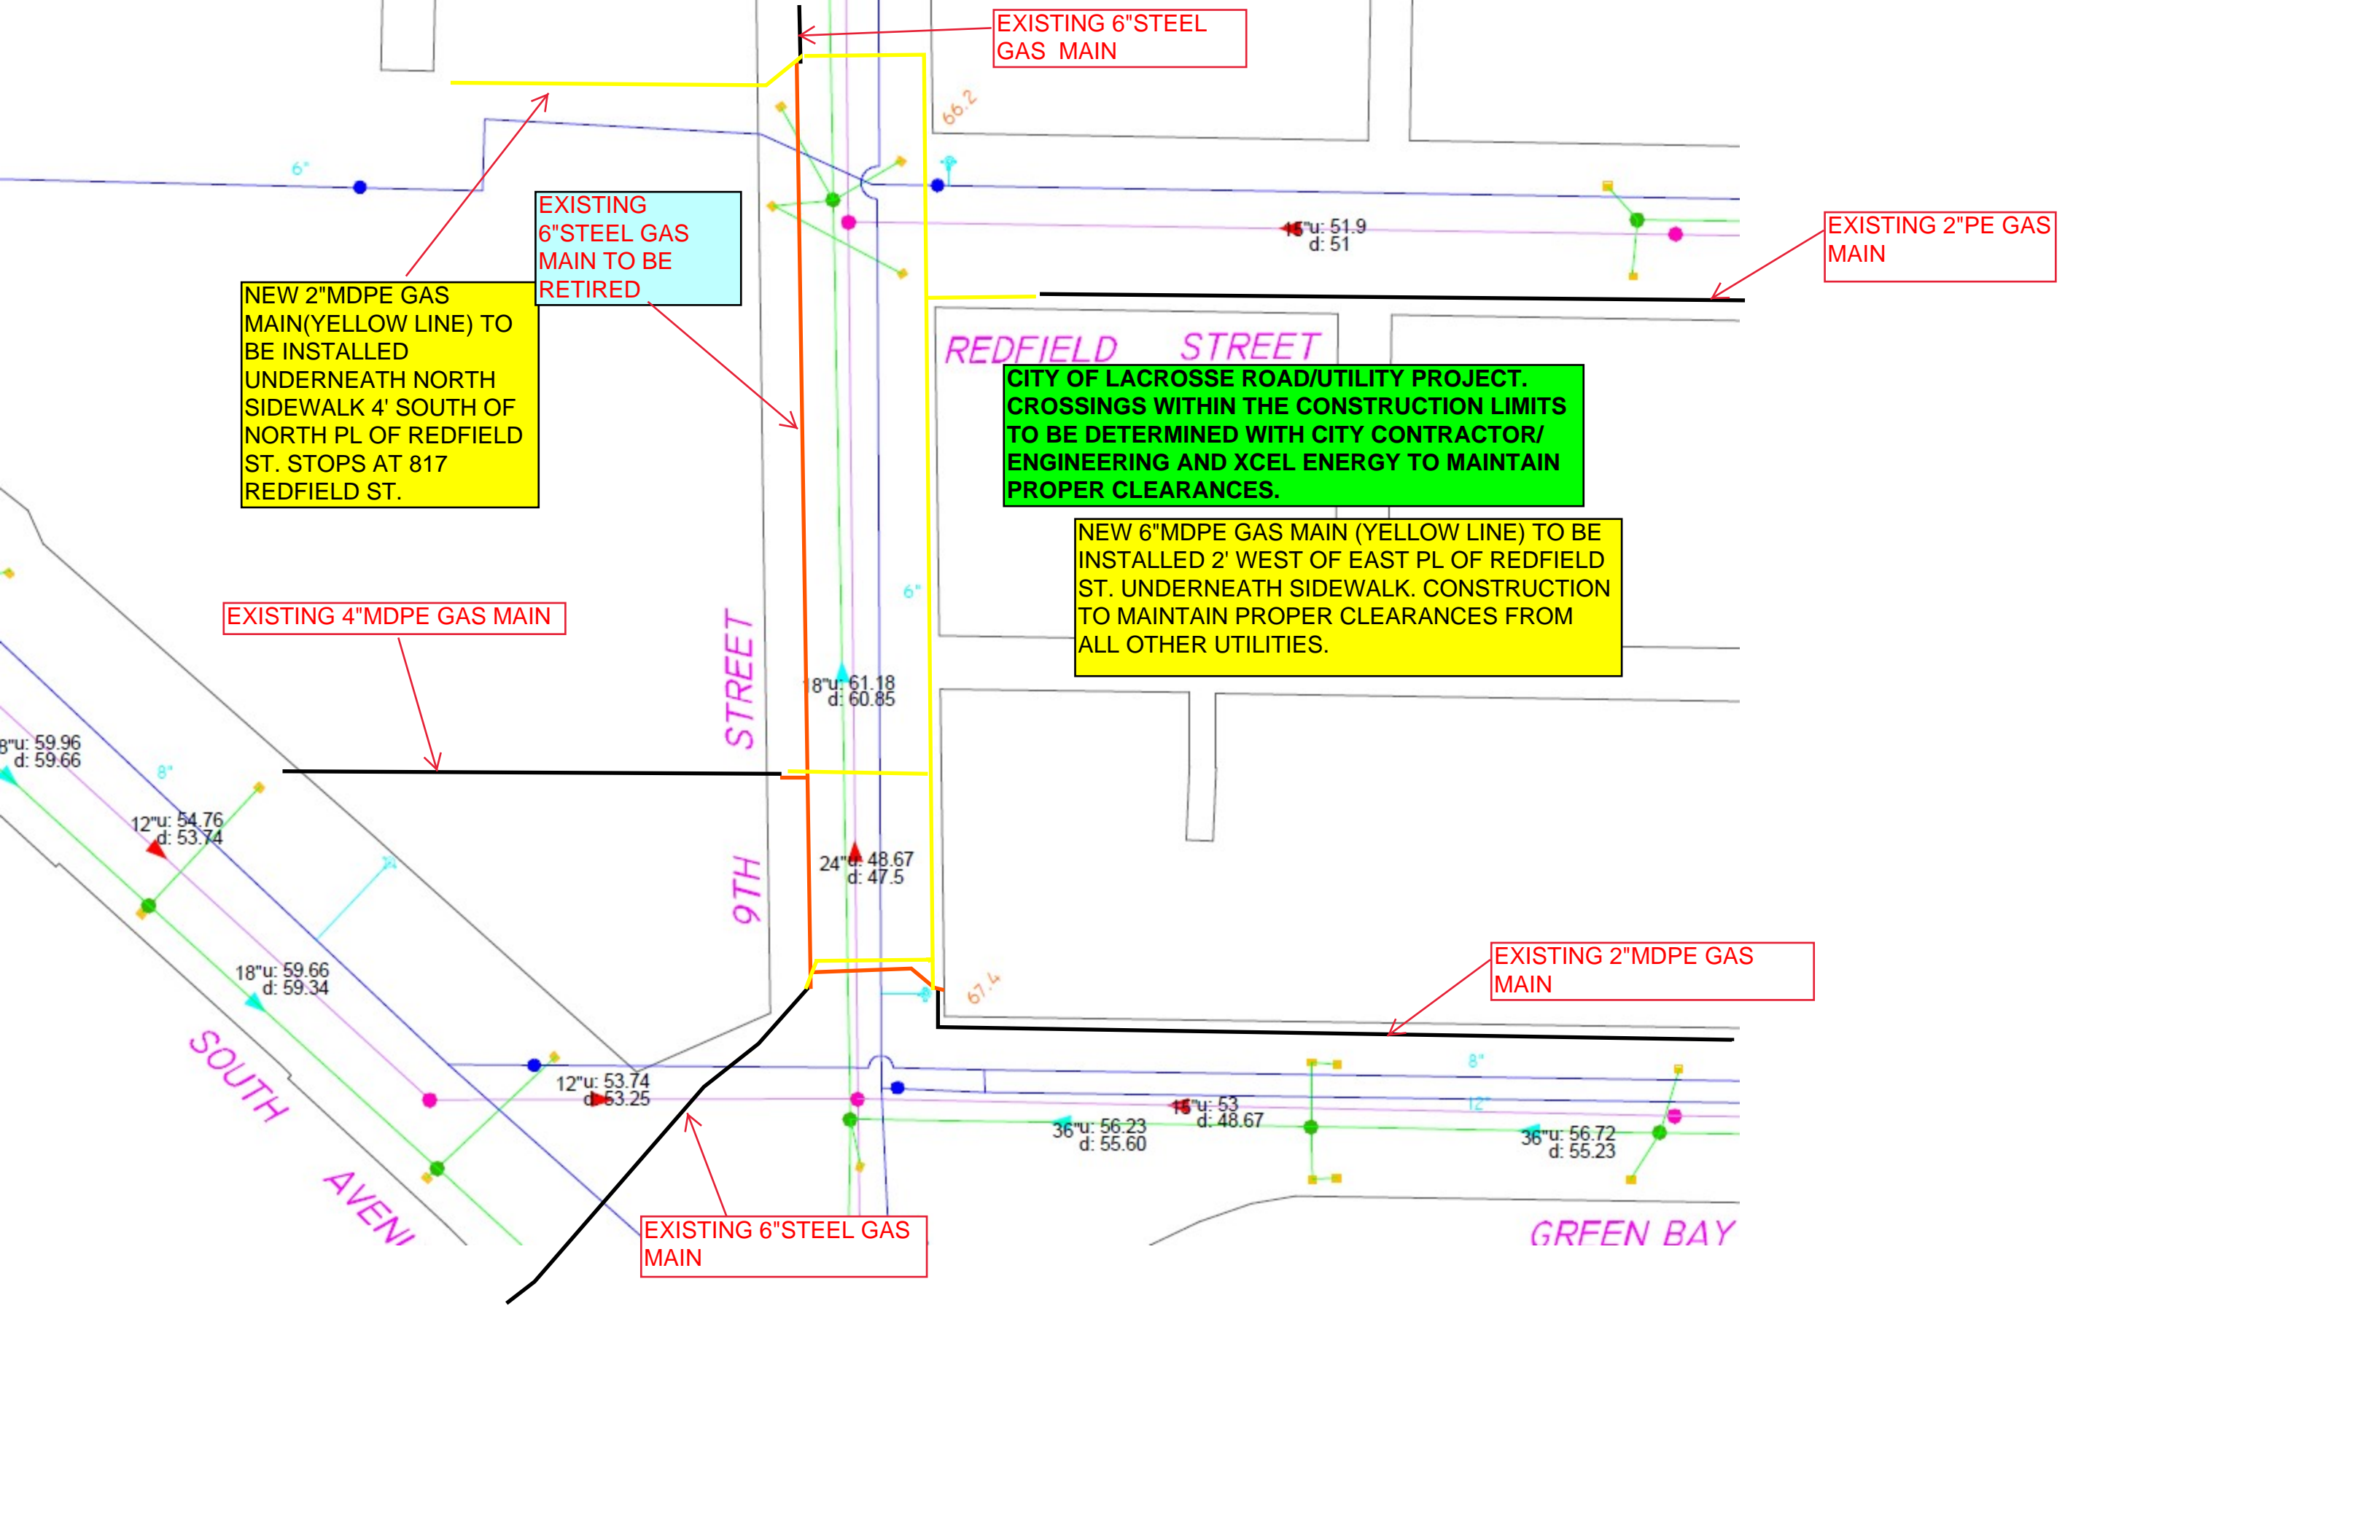 EXISTING 6"STEEL
GAS MAIN
66.2
6"
EXISTING
6"STEEL GAS
MAIN TO BE
RETIRED
15"u: 51.9
d: 51
EXISTING 2"PE GAS
MAIN
NEW 2"MDPE GAS
MAIN(YELLOW LINE) TO
BE INSTALLED
UNDERNEATH NORTH
SIDEWALK 4' SOUTH OF
NORTH PL OF REDFIELD
ST. STOPS AT 817
REDFIELD ST.
REDFIELD STREET
CITY OF LACROSSE ROAD/UTILITY PROJECT.
CROSSINGS WITHIN THE CONSTRUCTION LIMITS
TO BE DETERMINED WITH CITY CONTRACTOR/
ENGINEERING AND XCEL ENERGY TO MAINTAIN
PROPER CLEARANCES.
NEW 6"MDPE GAS MAIN (YELLOW LINE) TO BE
INSTALLED 2' WEST OF EAST PL OF REDFIELD
ST. UNDERNEATH SIDEWALK. CONSTRUCTION
TO MAINTAIN PROPER CLEARANCES FROM
ALL OTHER UTILITIES.
6"
EXISTING 4"MDPE GAS MAIN
9TH STREET
18"u: 61.18
d: 60.85
8"u: 59.96
d: 59.66
8"
12"u: 54.76
d: 53.74
24"u: 48.67
d: 47.5
18"u: 59.66
d: 59.34
67.4
EXISTING 2"MDPE GAS
MAIN
SOUTH
AVENU
12"u: 53.74
d: 53.25
8"
12"
15"u: 53
d: 48.67
36"u: 56.23
d: 55.60
36"u: 56.72
d: 55.23
EXISTING 6"STEEL GAS
MAIN
GREEN BAY